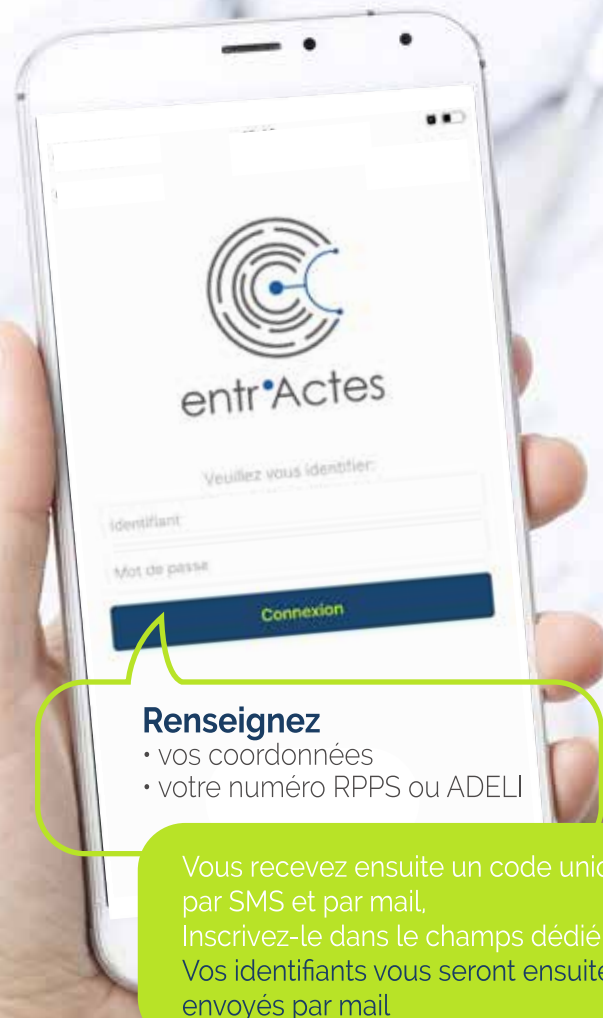 entr•Actes
Veuillez vous identifier:
Identifiant
Mot de passe
Connexion
Renseignez
• vos coordonnées
• votre numéro RPPS ou ADELI
Vous recevez ensuite un code
par SMS et par mail,
Inscrivez-le dans le champs dédié
Vos identifiants vous seront ensuite
envoyés par mail